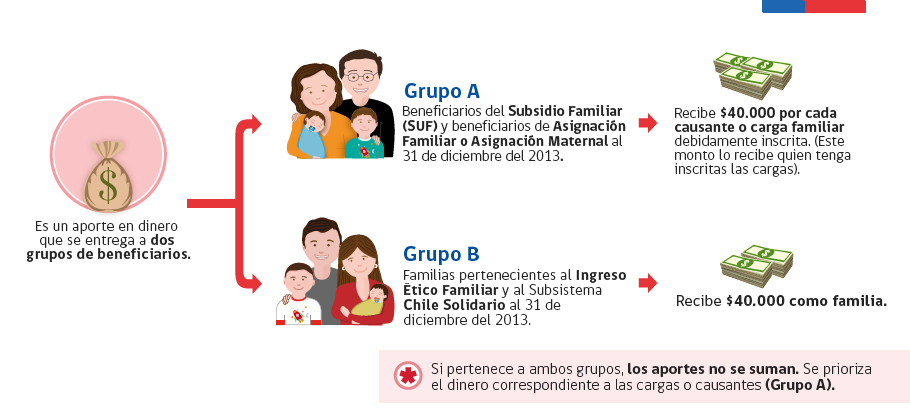 Es un aporte en dinero
que se entrega a dos
grupos de beneficiarios.
Grupo A
Beneficiarios del Subsidio Familiar
(SUF) y beneficiarios de Asignación
Familiar o Asignación Maternal al
31 de diciembre del 2013.
Recibe $40.000 por cada
causante o carga familiar
debidamente inscrita. (Este
monto lo recibe quien tenga
inscritas las cargas).
Grupo B
Familias pertenecientes al Ingreso
Ético Familiar y al Subsistema
Chile Solidario al 31 de
diciembre del 2013.
Recibe $40.000 como familia.
Si pertenece a ambos grupos, los aportes no se suman. Se prioriza
el dinero correspondiente a las cargas o causantes (Grupo A).